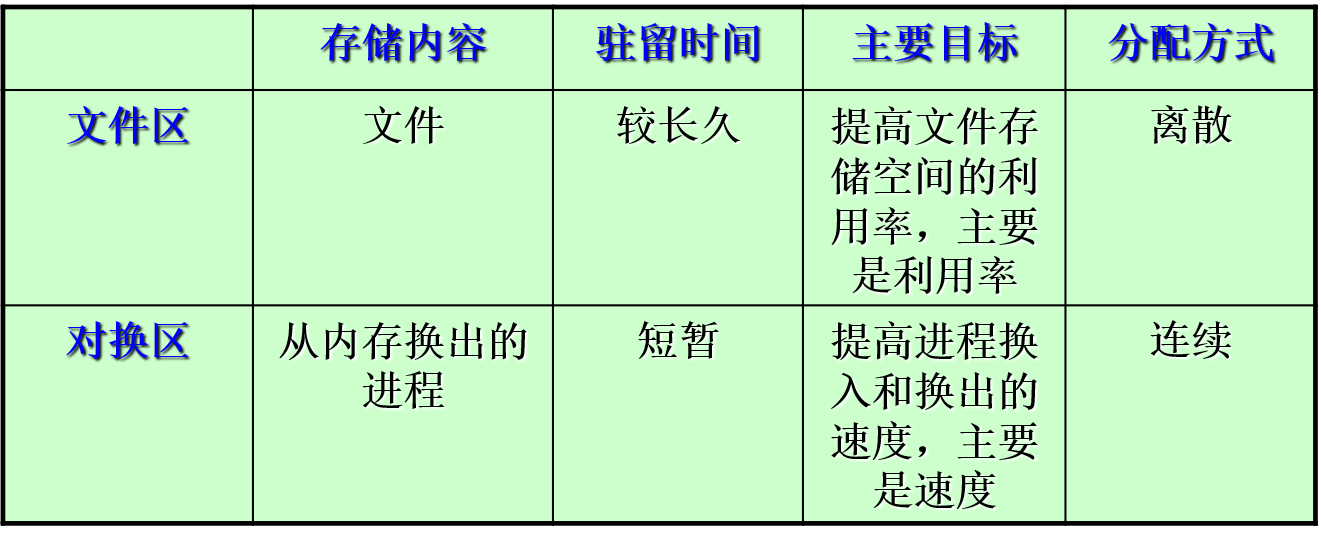 存储内容 驻留时间 主要目标 分配方式
文件区 文件 较长久 提高文件存 离散
储空间的利
用率，主要
是利用率
对换区 从内存换出的 短暂 提高进程换 连续
进程 入和换出的
速度，主要
是速度